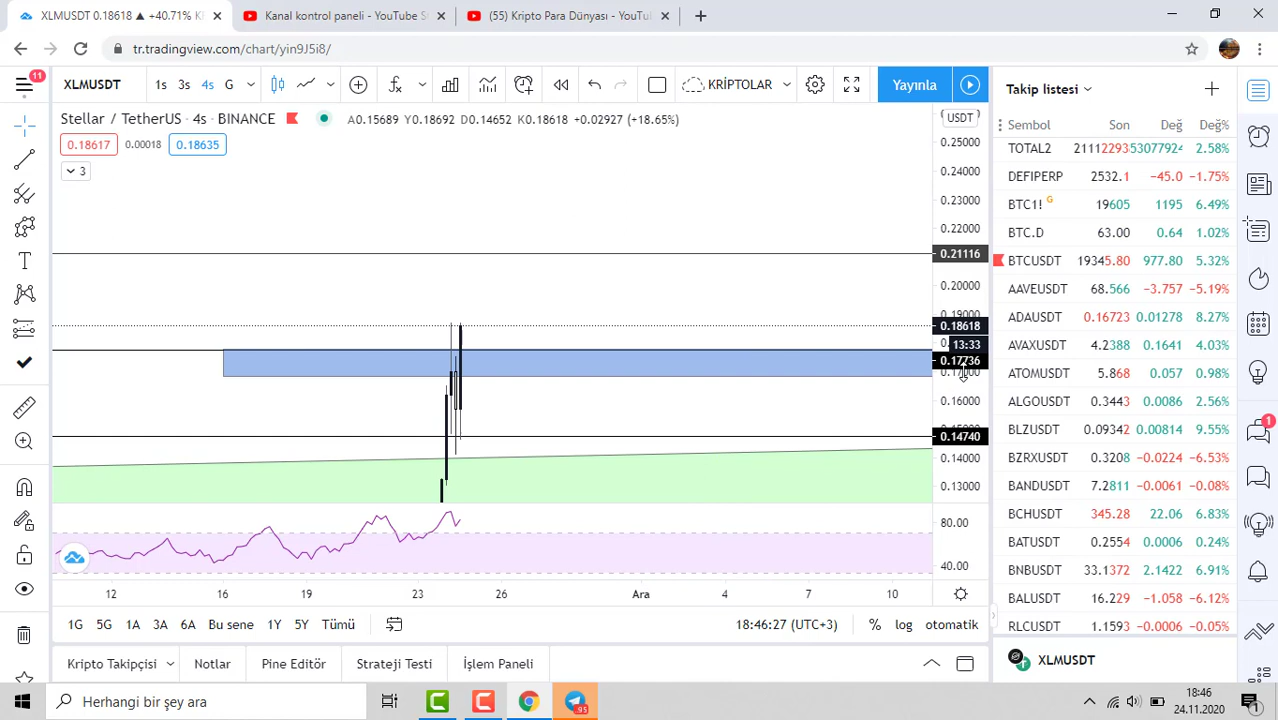 XLMUSDT 0.18618 ▲ +40.71% K
Kanal kontrol paneli - YouTube S
(55) Kripto Para Dünyası - YouTu
tr.tradingview.com/chart/yin9J5i8/
11
XLMUSDT
1s 3s 4s G
KRİPTOLAR
Yayınla
Takip listesi
Stellar / TetherUS · 4s · BINANCE
A0.15689 Y0.18692 D0.14652 K0.18618 +0.02927 (+18.65%)
USDT
Sembol Son Değ Değ%
0.18617 0.00018 0.18635
3
0.25000
0.24000
0.23000
0.22000
0.21116
0.20000
0.19000
0.18618
13:33
0.17736
0.17000
0.16000
0.14740
0.14000
0.13000
80.00
40.00
TOTAL2 21112293 53077924 2.58%
DEFIPERP 2532.1 −45.0 −1.75%
BTC1! G 19605 1195 6.49%
BTC.D 63.00 0.64 1.02%
BTCUSDT 19345.80 977.80 5.32%
AAVEUSDT 68.566 −3.757 −5.19%
ADAUSDT 0.16723 0.01278 8.27%
AVAXUSDT 4.2388 0.1641 4.03%
ATOMUSDT 5.868 0.057 0.98%
ALGOUSDT 0.3443 0.0086 2.56%
BLZUSDT 0.09342 0.00814 9.55%
BZRXUSDT 0.3208 −0.0224 −6.53%
BANDUSDT 7.2811 −0.0061 −0.08%
BCHUSDT 345.28 22.06 6.83%
BATUSDT 0.2554 0.0006 0.24%
BNBUSDT 33.1372 2.1422 6.91%
BALUSDT 16.229 −1.058 −6.12%
RLCUSDT 1.1593 −0.0006 −0.05%
1
12 16 19 23 26 Ara 4 7 10
1G 5G 1A 3A 6A Bu sene 1Y 5Y Tümü
18:46:27 (UTC+3) % log otomatik
Kripto Takipçisi Notlar Pine Editör Strateji Testi İşlem Paneli
XLMUSDT
Herhangi bir şey ara
95
18:46
24.11.2020
1